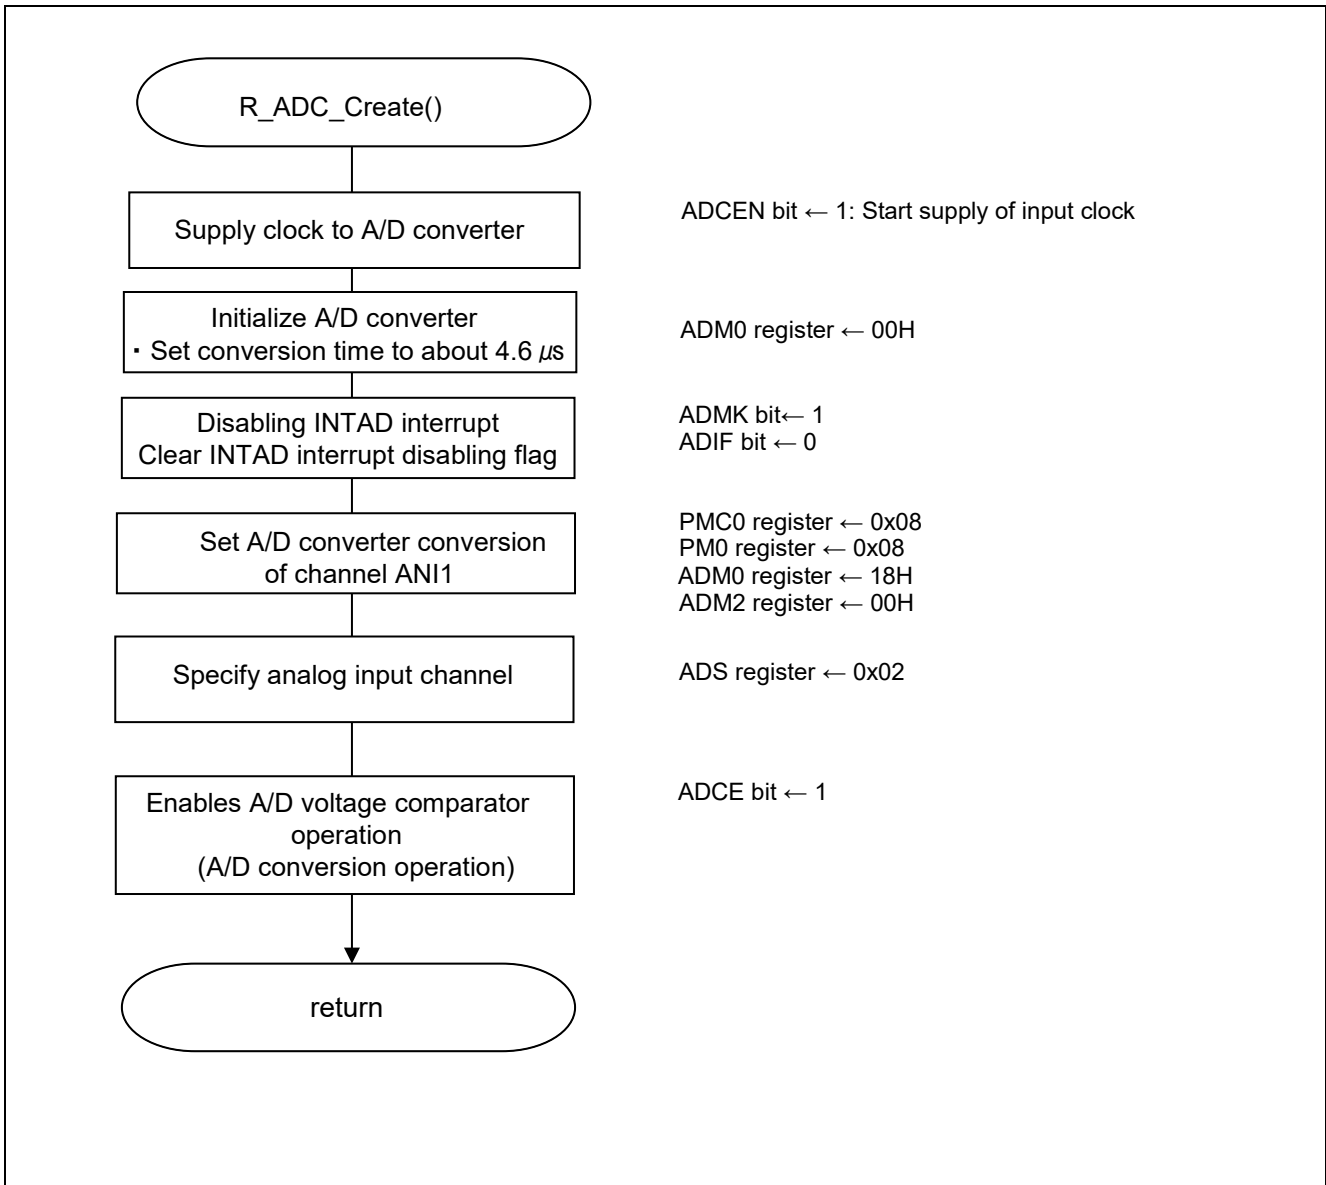 R_ADC_Create()
Supply clock to A/D converter
ADCEN bit ← 1: Start supply of input clock
Initialize A/D converter
・Set conversion time to about 4.6 μs
ADM0 register ← 00H
Disabling INTAD interrupt
Clear INTAD interrupt disabling flag
ADMK bit← 1
ADIF bit ← 0
Set A/D converter conversion
of channel ANI1
PMC0 register ← 0x08
PM0 register ← 0x08
ADM0 register ← 18H
ADM2 register ← 00H
Specify analog input channel
ADS register ← 0x02
Enables A/D voltage comparator
operation
(A/D conversion operation)
ADCE bit ← 1
return